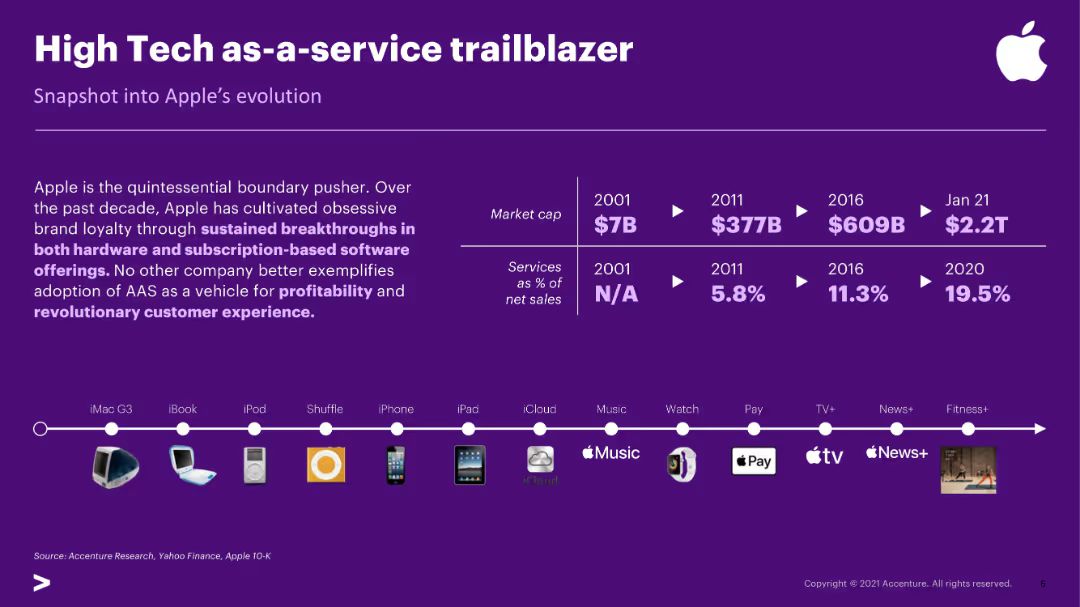 High Tech as-a-service trailblazer
Snapshot into Apple's evolution
Apple is the quintessential boundary pusher. Over
the past decade, Apple has cultivated obsessive
brand loyalty through sustained breakthroughs in
both hardware and subscription-based software
offerings. No other company better exemplifies
adoption of AAS as a vehicle for profitability and
revolutionary customer experience.
Market cap
2001 2011 2016 Jan 21
$7B $377B $609B $2.2T
Services
as % of
net sales
2001 2011 2016 2020
N/A 5.8% 11.3% 19.5%
iMac G3 iBook iPod Shuffle iPhone iPad iCloud Music Watch Pay TV+ News+ Fitness+
iCloud Music Pay tv News+
Source: Accenture Research, Yahoo Finance, Apple 10-K
Copyright © 2021 Accenture. All rights reserved. 6